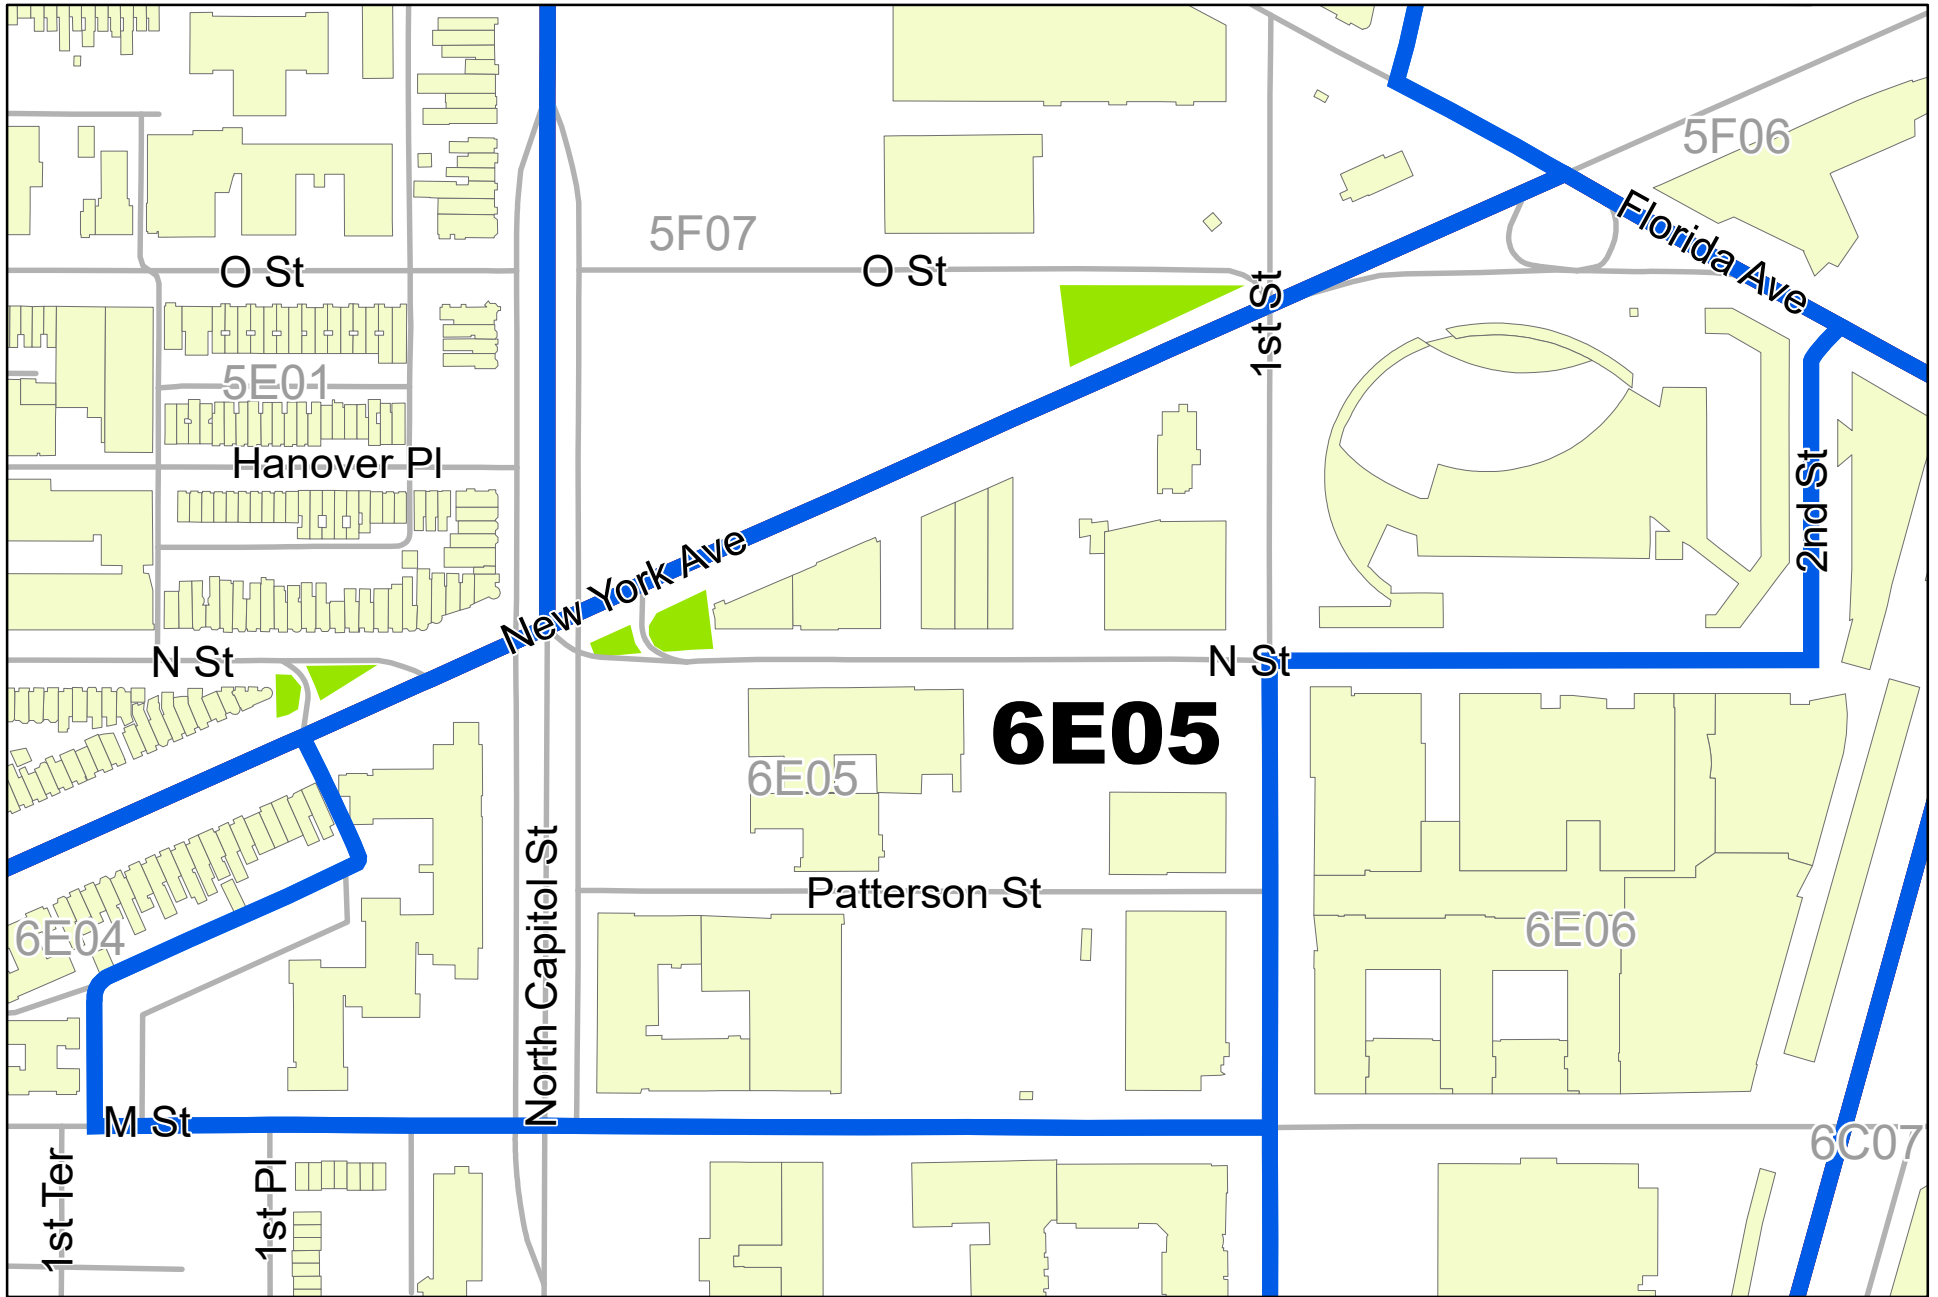 5F06
Florida Ave
5F07
O St
O St
1st St
5E01
Hanover Pl
2nd St
New York Ave
N St
N St
6E05
6E05
Patterson St
6E04
6E06
North Capitol St
M St
6C07
1st Ter
1st Pl